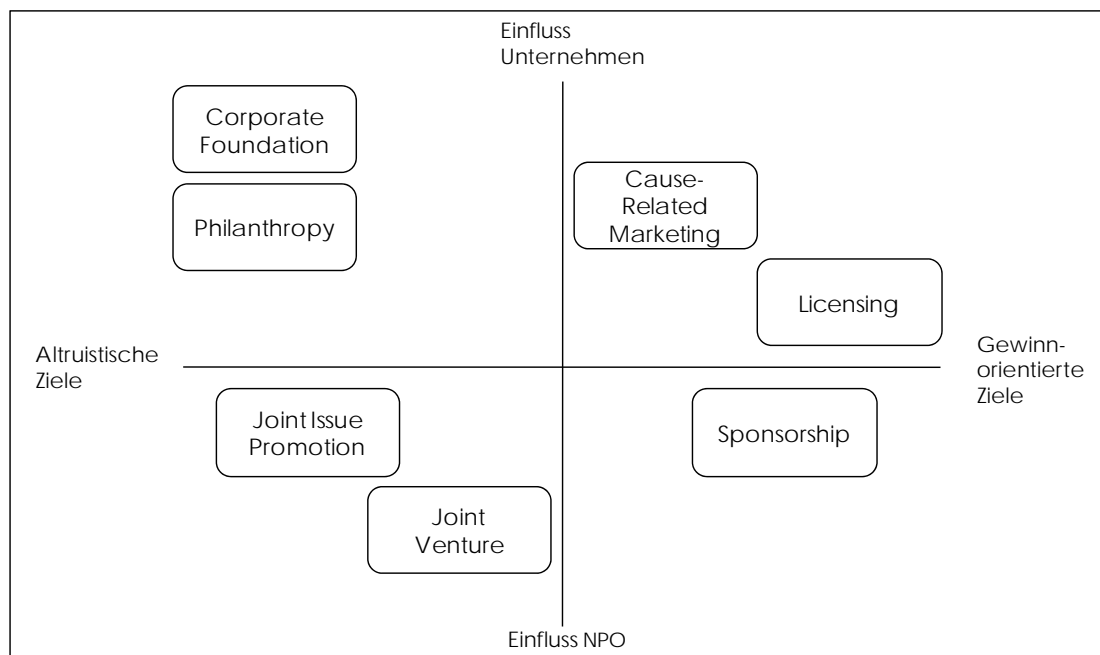 Einfluss
Unternehmen
Corporate
Foundation
Philanthropy
Cause-
Related
Marketing
Licensing
Altruistische
Ziele
Gewinn-
orientierte
Ziele
Joint Issue
Promotion
Sponsorship
Joint
Venture
Einfluss NPO